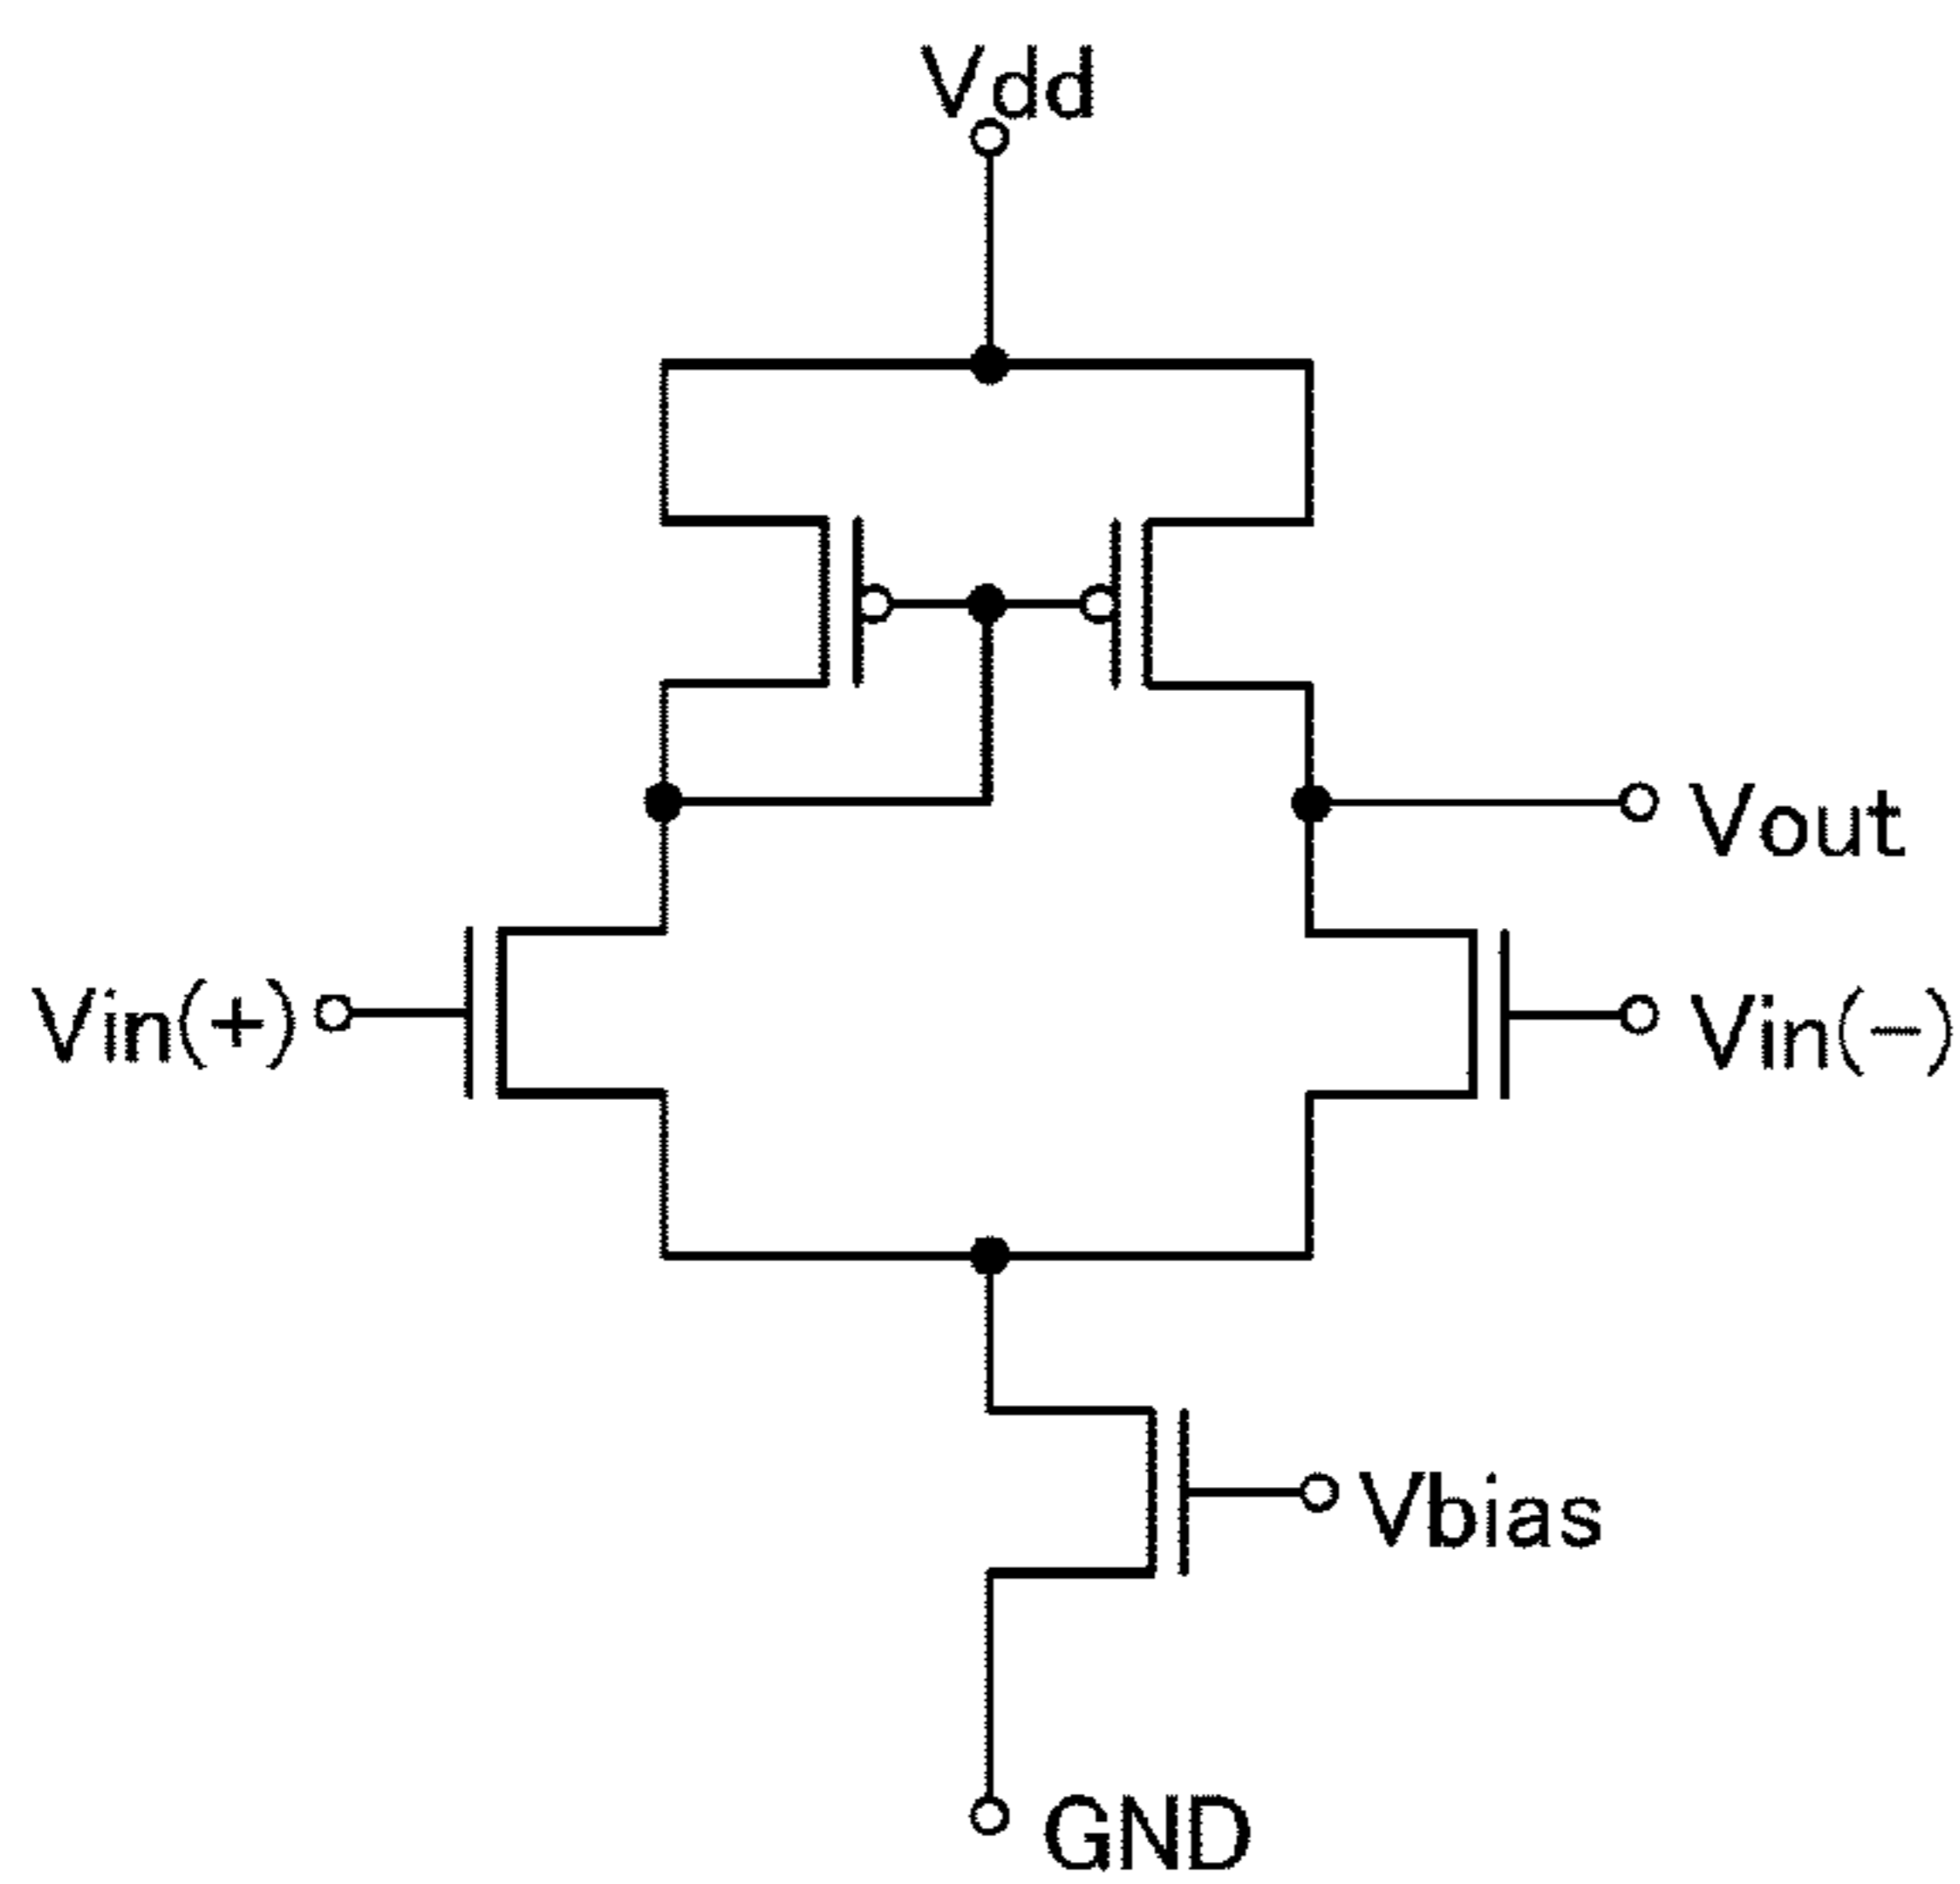 Vdd
Vout
Vin(+)
Vin(-)
Vbias
GND